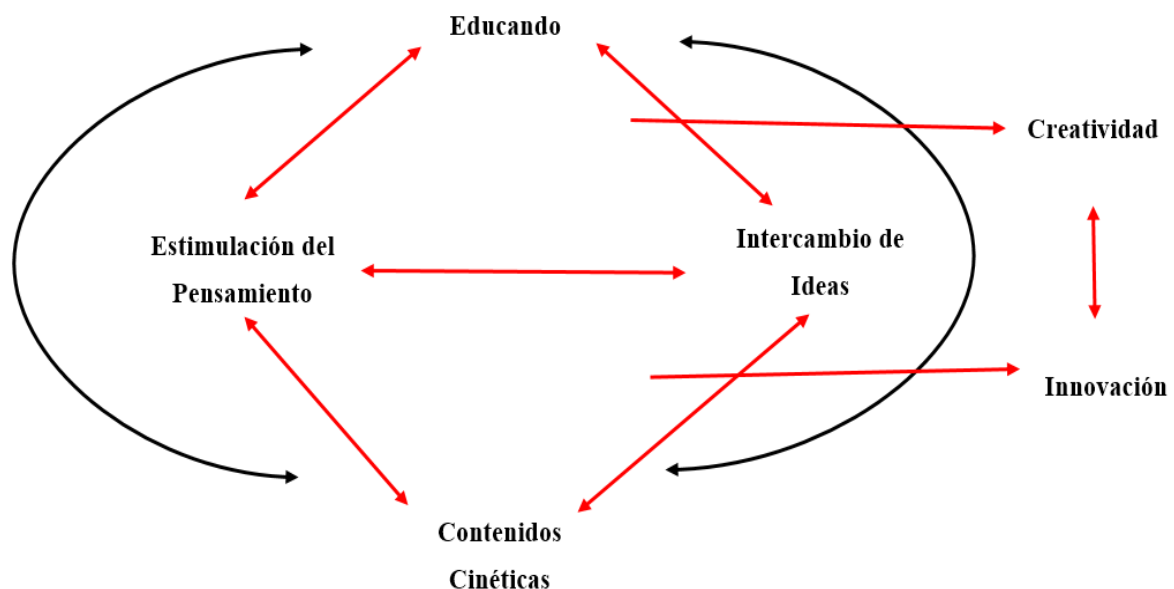 Educando
Creatividad
Estimulación del
Pensamiento
Intercambio de
Ideas
Innovación
Contenidos
Cinéticas